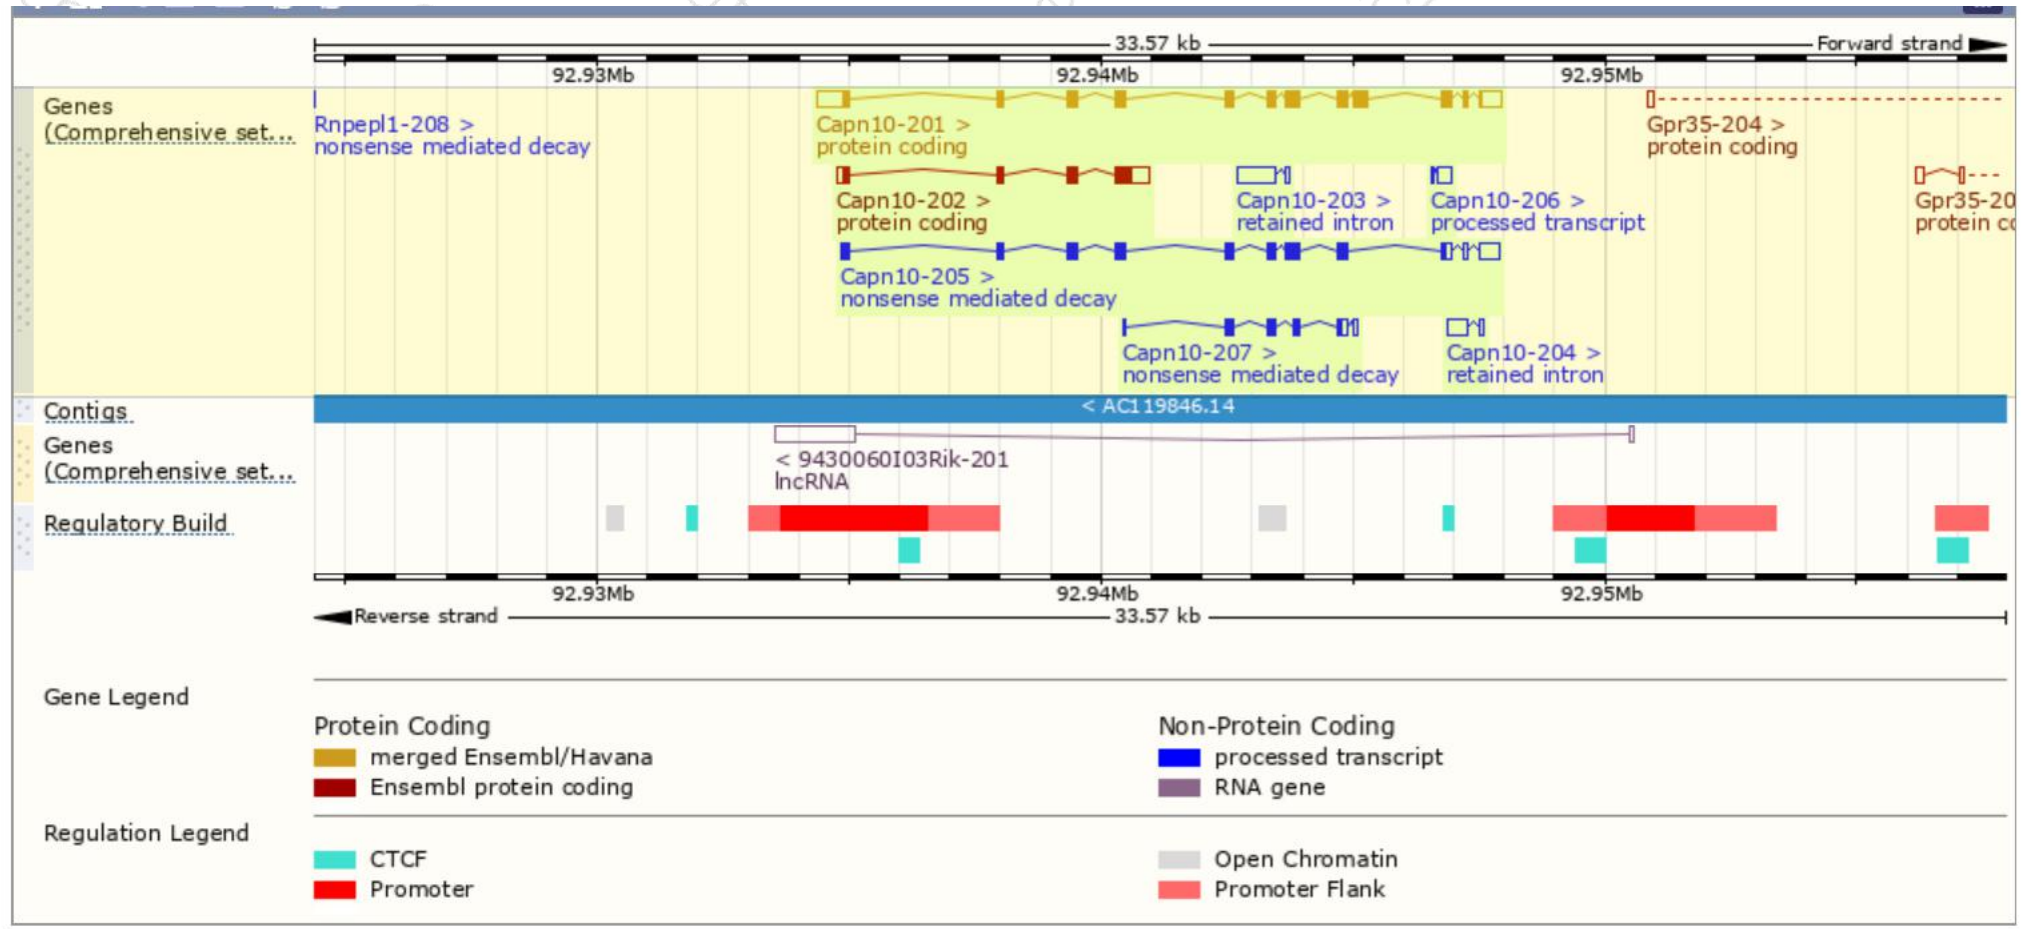 33.57 kb
Forward strand
92.93Mb 92.94Mb 92.95Mb
Genes
(Comprehensive set...
Rnpepl1-208 >
nonsense mediated decay
Capn10-201 >
protein coding
Gpr35-204 >
protein coding
Capn10-202 >
protein coding
Capn10-203 >
retained intron
Capn10-206 >
processed transcript
Gpr35-20
protein co
Capn10-205 >
nonsense mediated decay
Capn10-207 >
nonsense mediated decay
Capn10-204 >
retained intron
Contigs
< AC119846.14
Genes
(Comprehensive set...
< 9430060I03Rik-201
lncRNA
Regulatory Build
92.93Mb 92.94Mb 92.95Mb
Reverse strand
33.57 kb
Gene Legend
Protein Coding
merged Ensembl/Havana
Ensembl protein coding
Non-Protein Coding
processed transcript
RNA gene
Regulation Legend
CTCF
Promoter
Open Chromatin
Promoter Flank